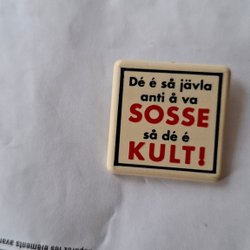 Dé é så jävla
anti å va
SOSSE
så dé é
KULT!